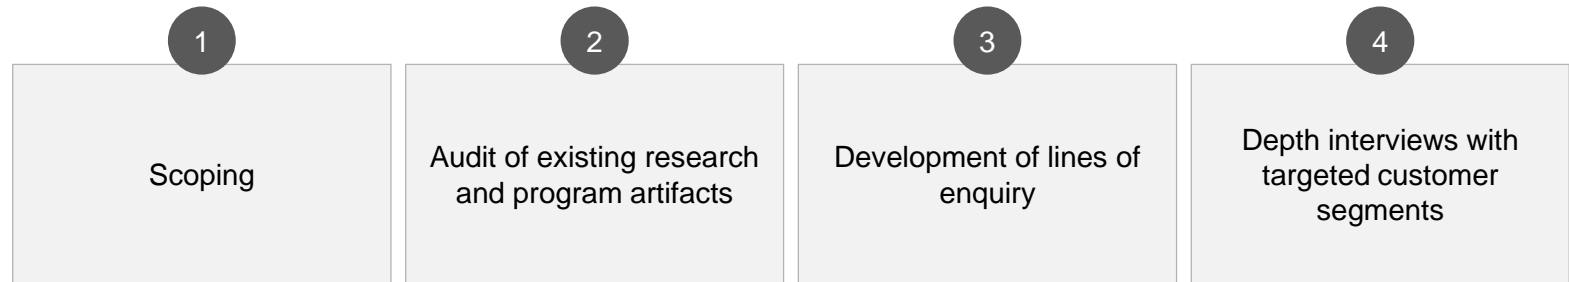 1
Scoping
2
Audit of existing research
and program artifacts
3
Development of lines of
enquiry
4
Depth interviews with
targeted customer
segments